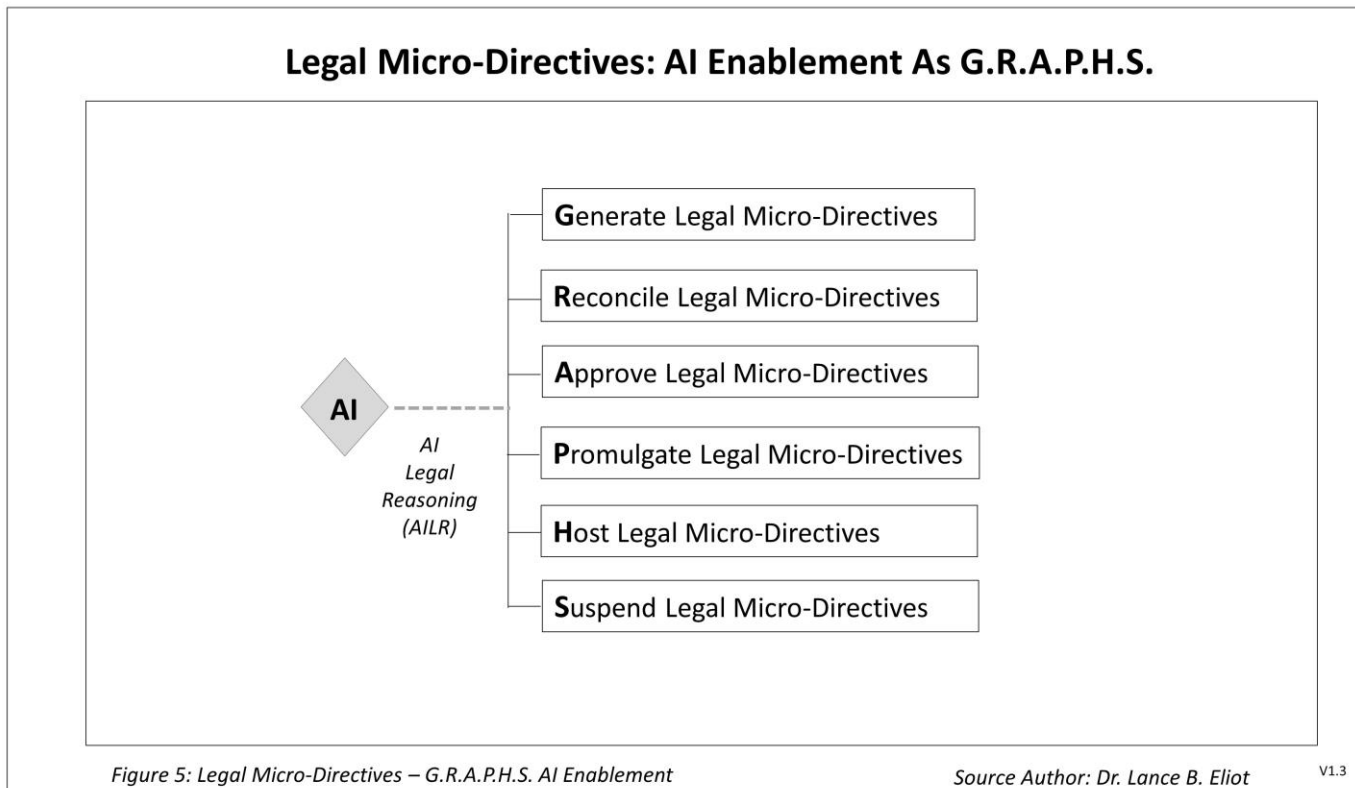 Legal Micro-Directives: AI Enablement As G.R.A.P.H.S.
Generate Legal Micro-Directives
Reconcile Legal Micro-Directives
Approve Legal Micro-Directives
AI
Promulgate Legal Micro-Directives
AI
Legal
Reasoning
(AILR)
Host Legal Micro-Directives
Suspend Legal Micro-Directives
Figure 5: Legal Micro-Directives – G.R.A.P.H.S. AI Enablement
Source Author: Dr. Lance B. Eliot
V1.3